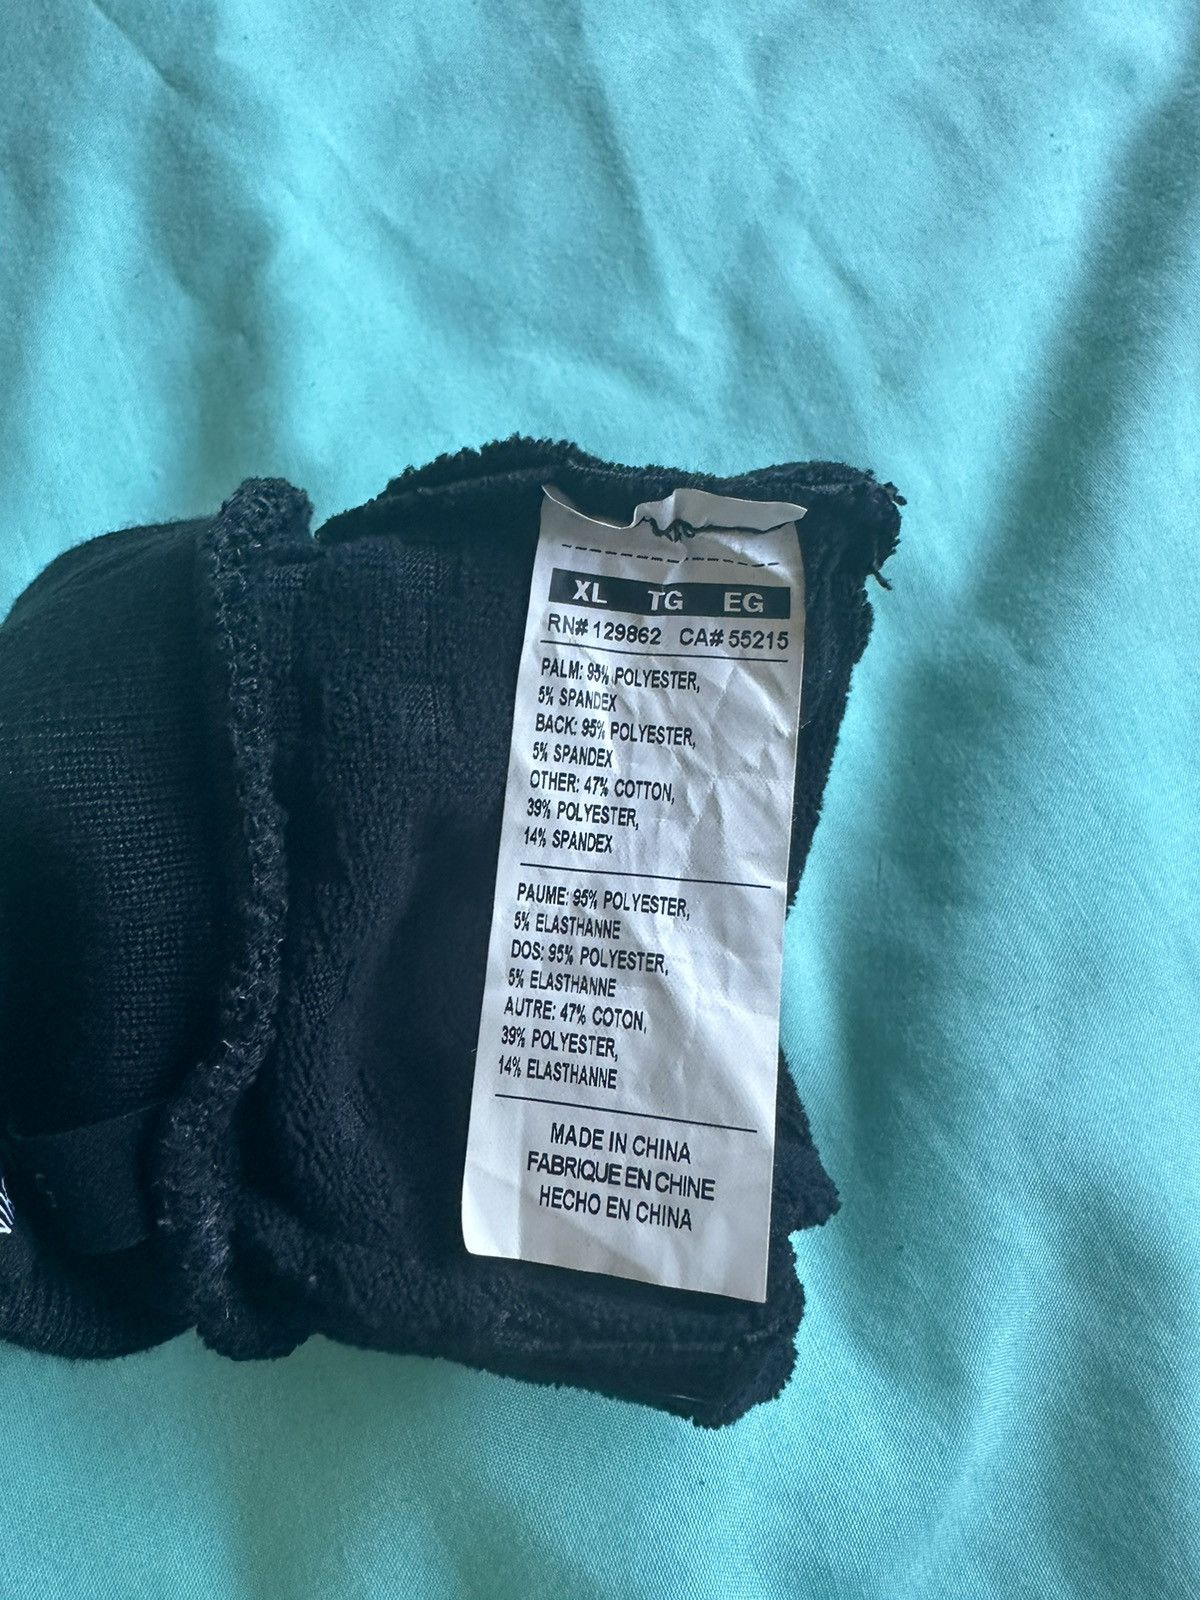 XL TG EG
RN# 129862 CA# 55215
PALM: 95% POLYESTER,
5% SPANDEX
BACK: 95% POLYESTER,
5% SPANDEX
OTHER: 47% COTTON,
39% POLYESTER,
14% SPANDEX
PAUME: 95% POLYESTER,
5% ELASTHANNE
DOS: 95% POLYESTER,
5% ELASTHANNE
AUTRE: 47% COTON,
39% POLYESTER,
14% ELASTHANNE
MADE IN CHINA
FABRIQUE EN CHINE
HECHO EN CHINA